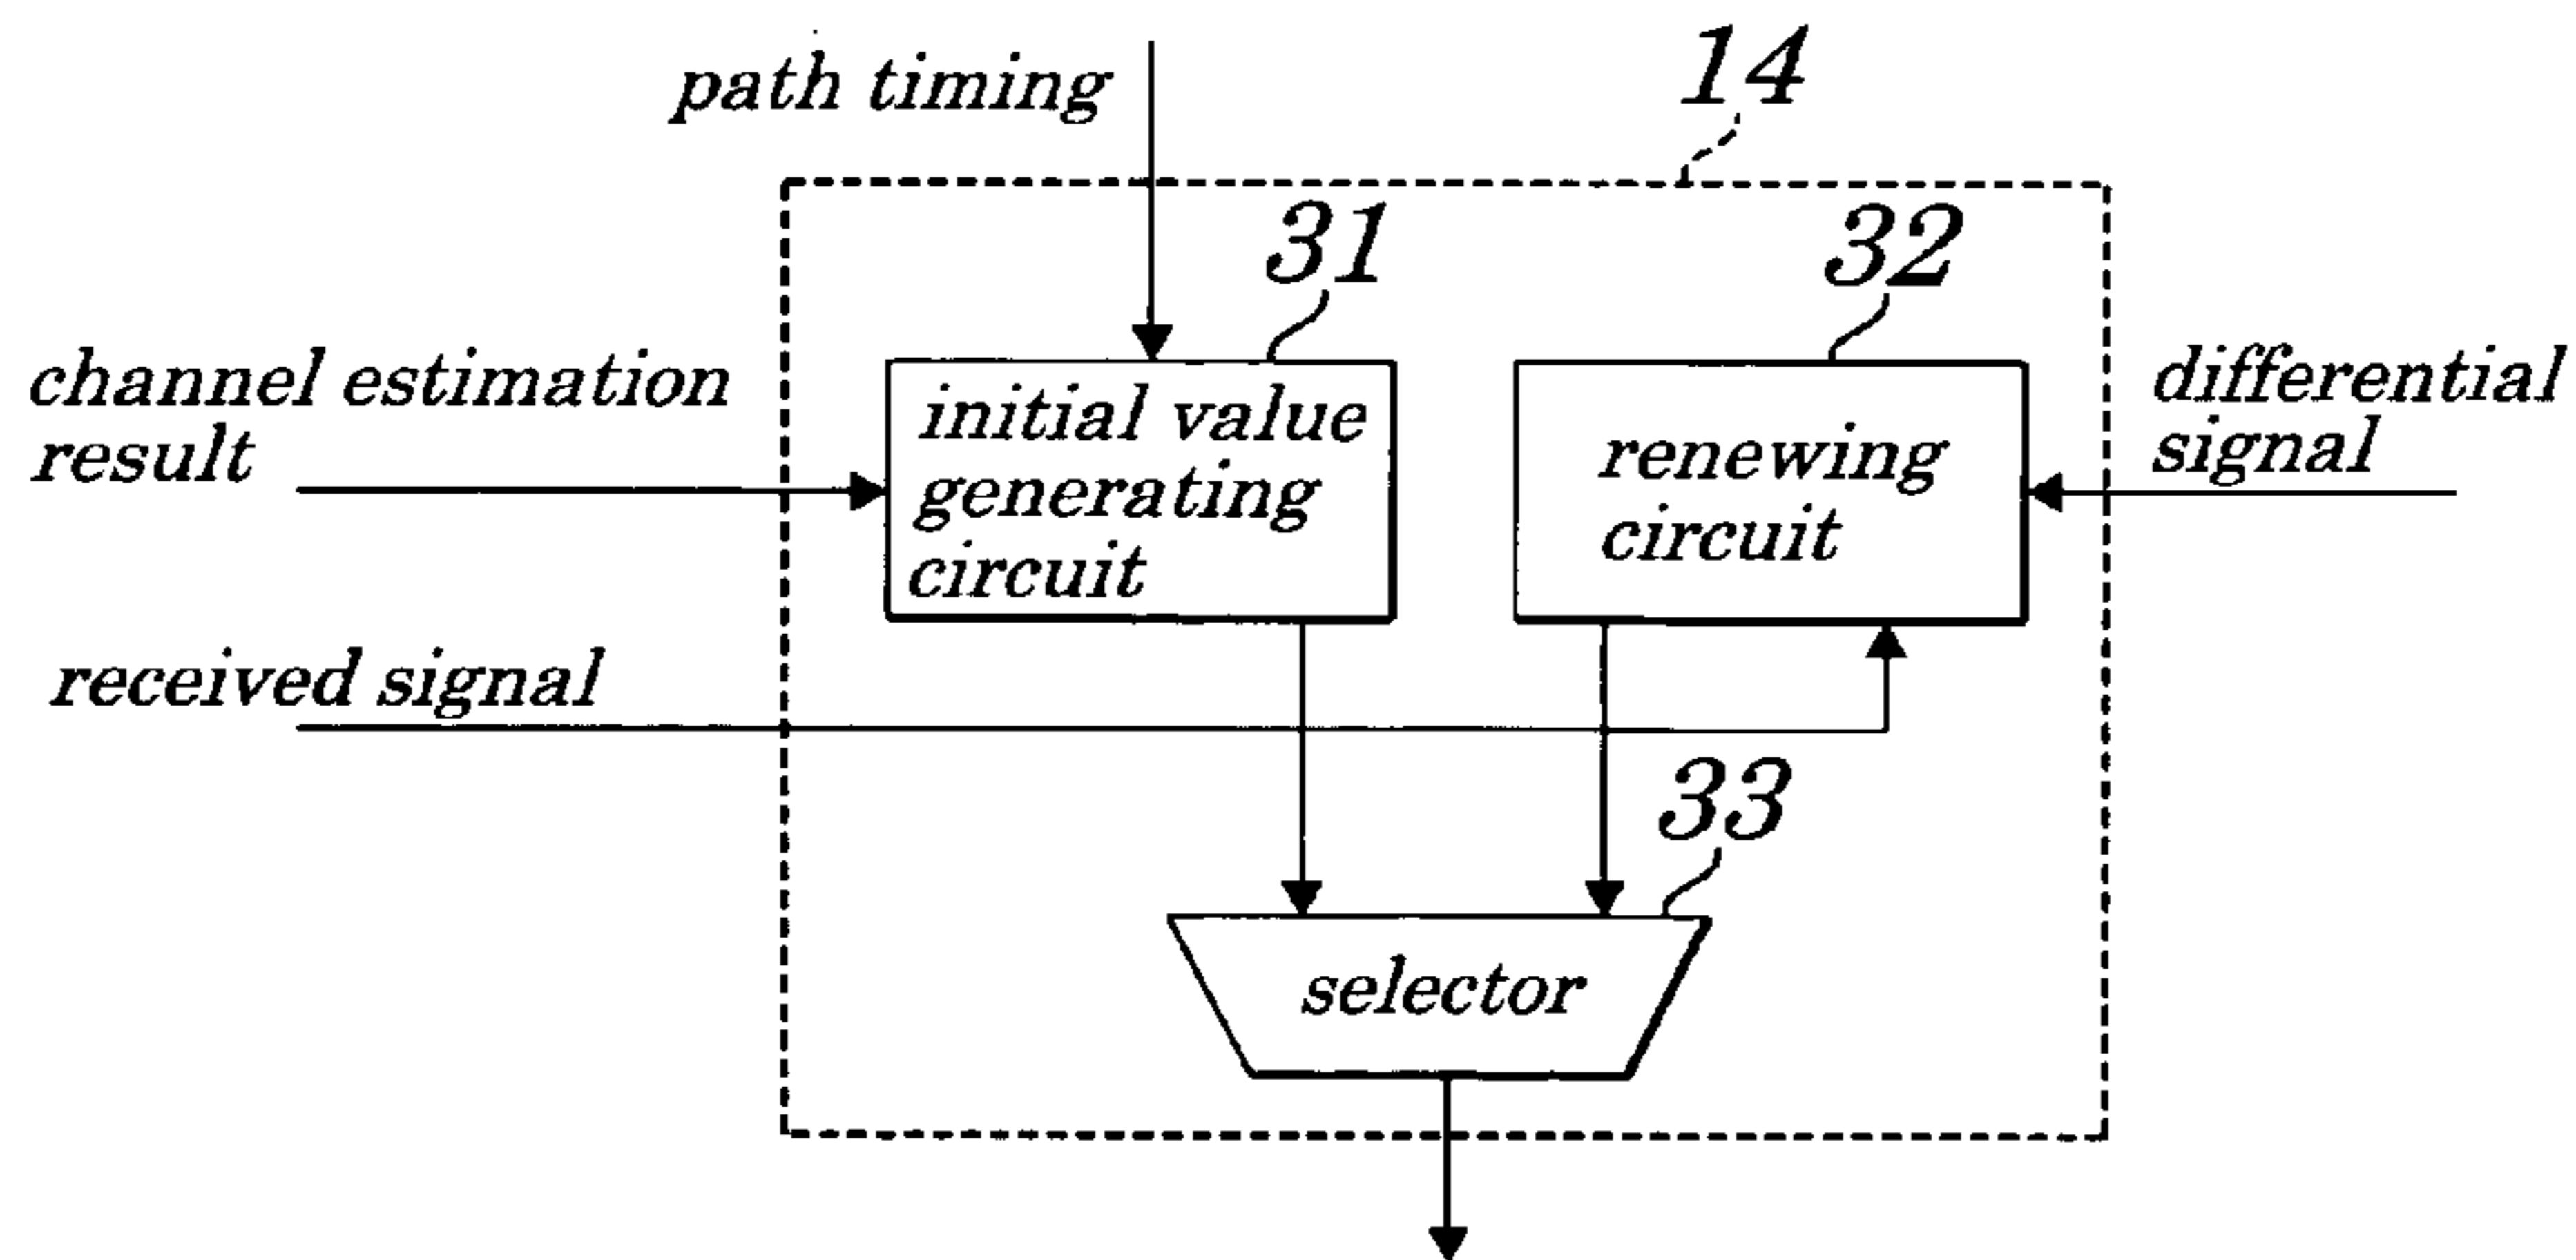 path timing
14
31
32
channel estimation
result
initial value
generating
circuit
renewing
circuit
differential
signal
received signal
33
selector